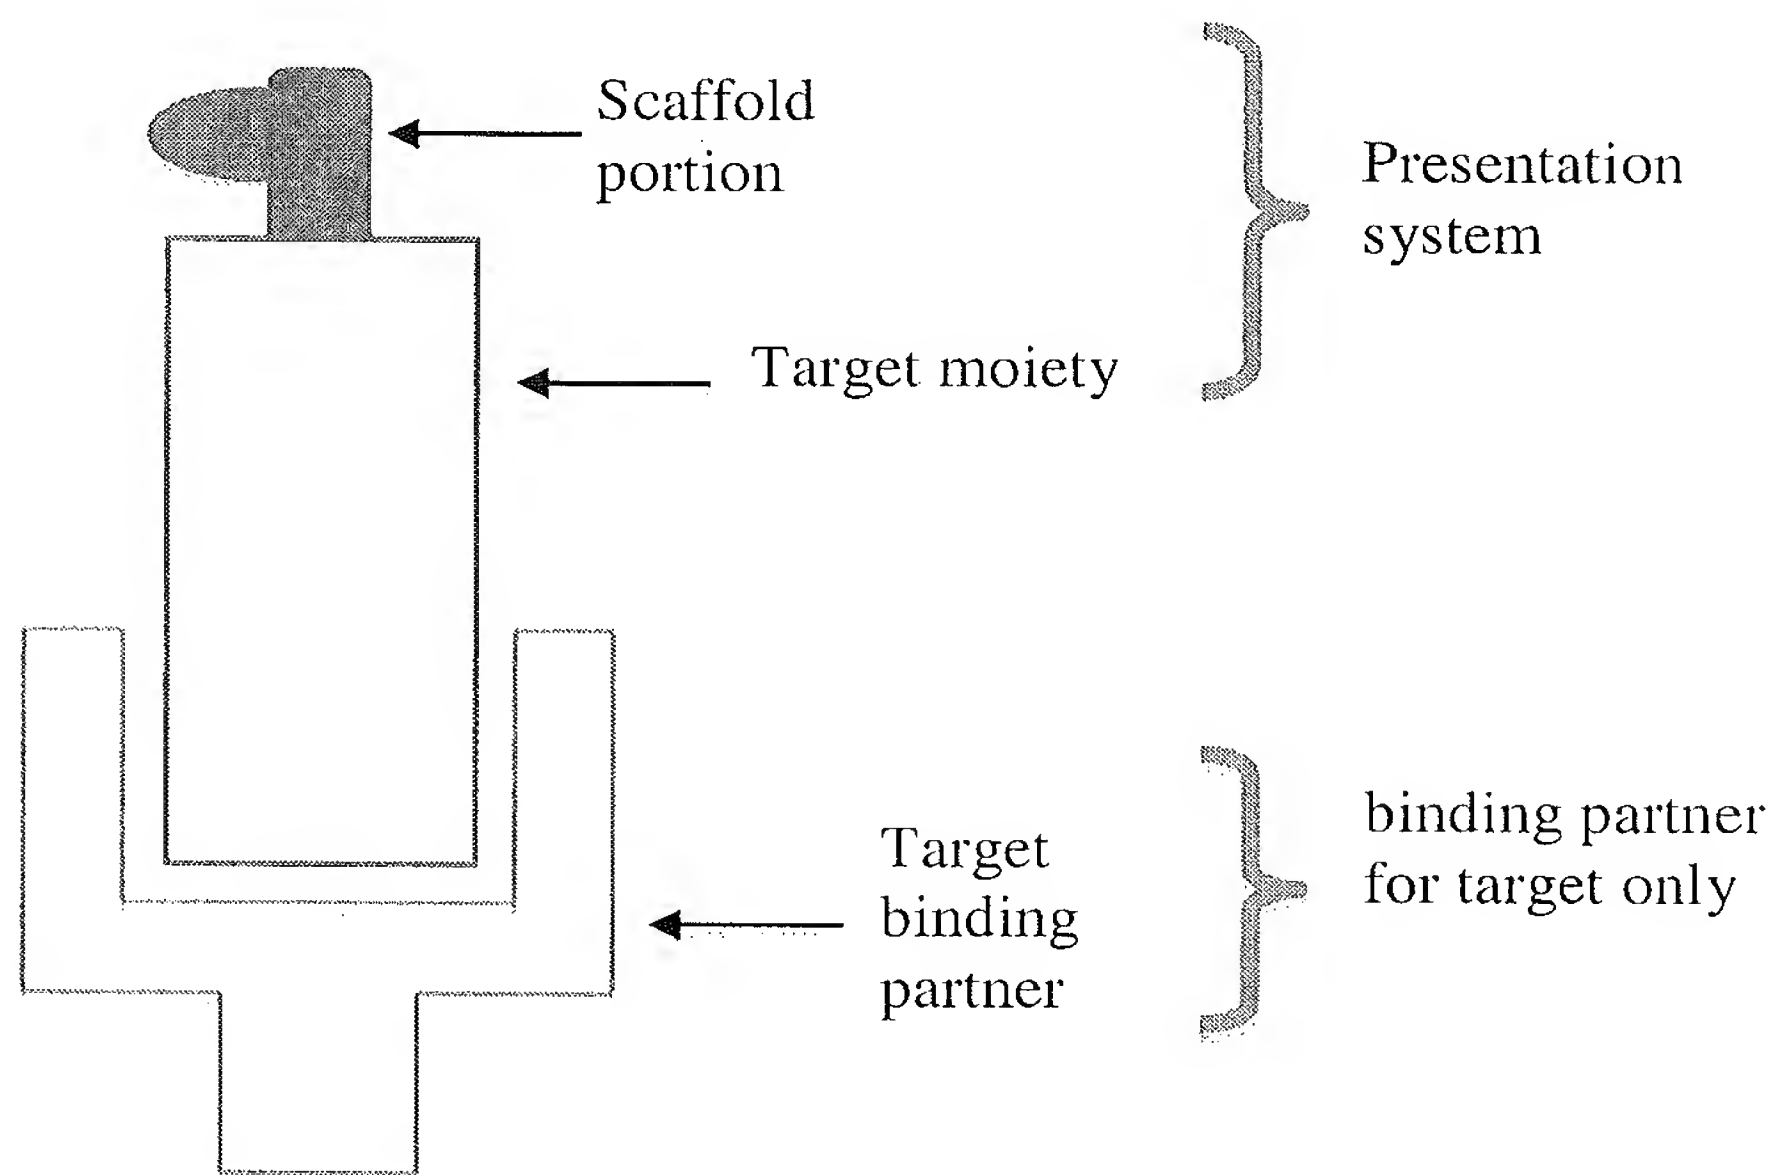 Scaffold
portion
Presentation
system
Target moiety
Target
binding
partner
binding partner
for target only